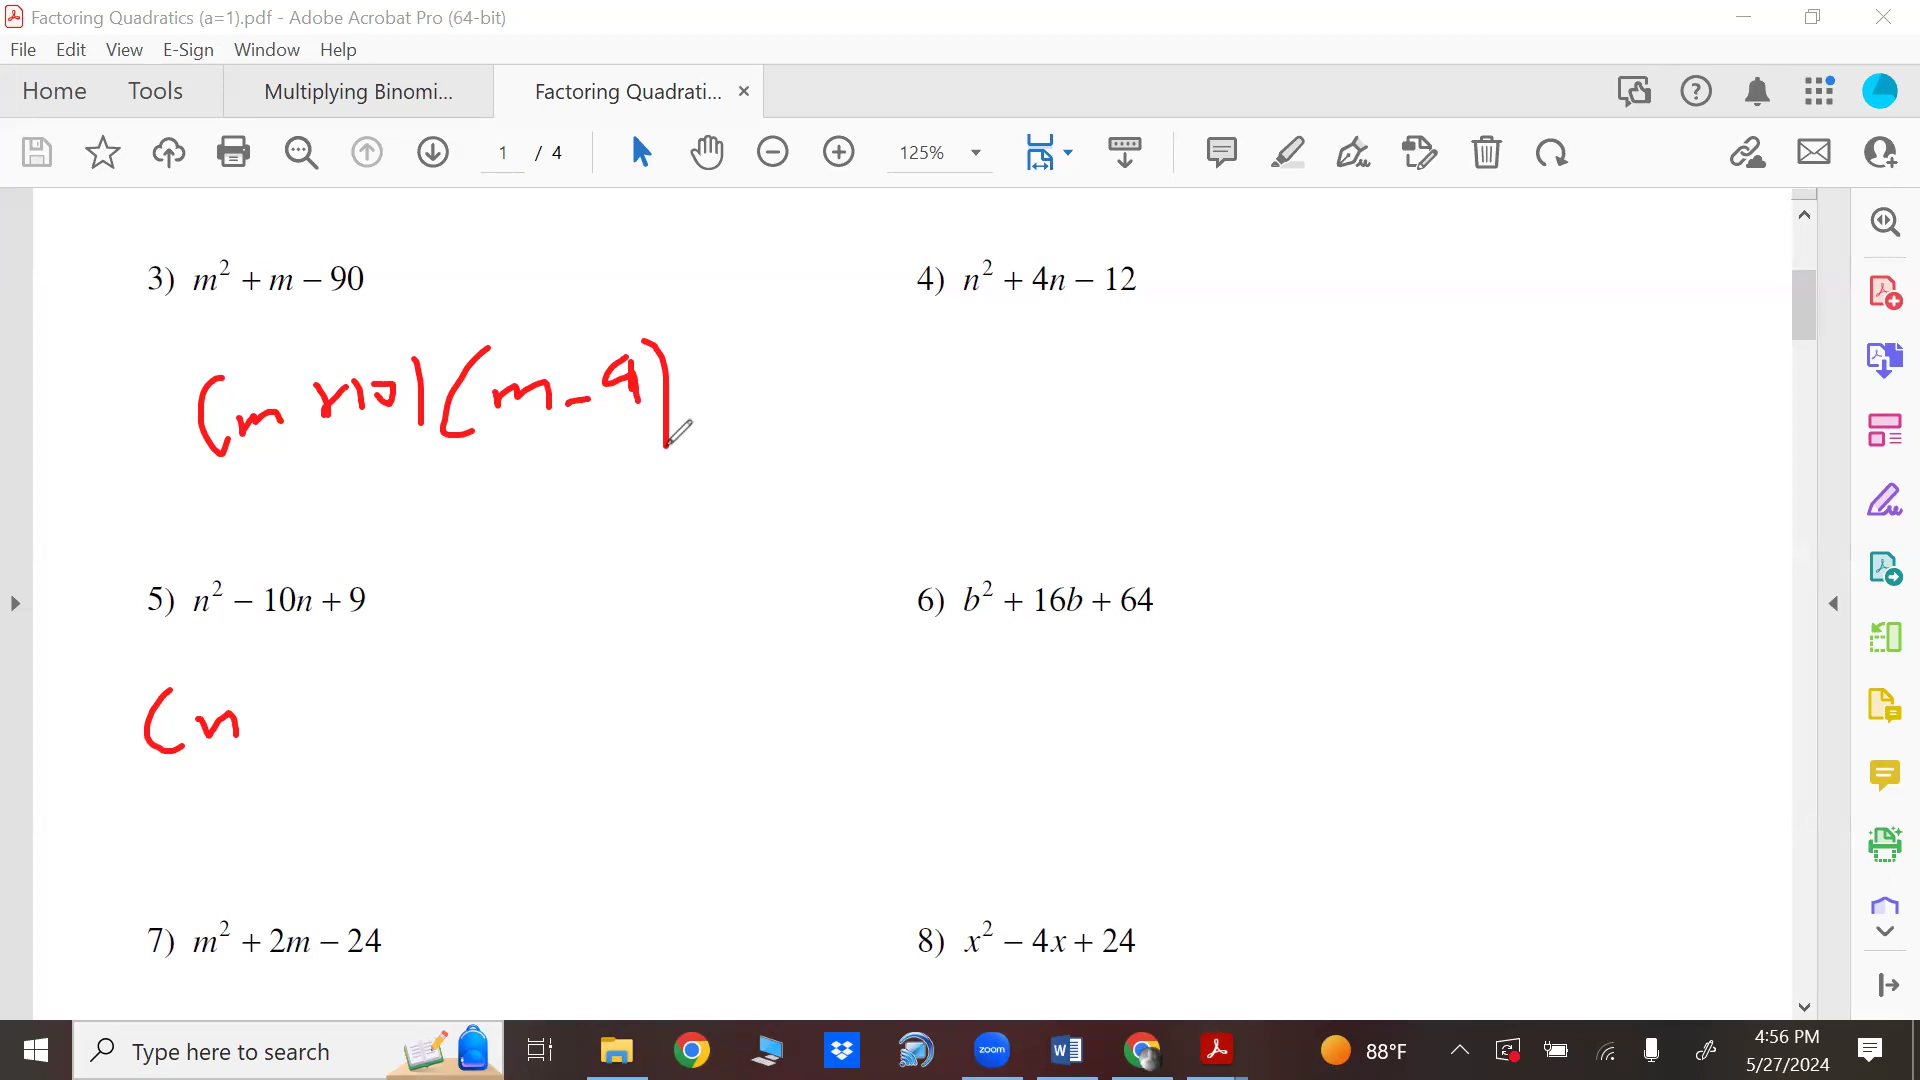 Factoring Quadratics (a=1).pdf - Adobe Acrobat Pro (64-bit)
File Edit View E-Sign Window Help
Home Tools Multiplying Binomi... Factoring Quadrati... ×
1 / 4 125%
3) m² + m − 90 4) n² + 4n − 12
(m +10)(m - 9)
5) n² − 10n + 9 6) b² + 16b + 64
(n
7) m² + 2m − 24 8) x² − 4x + 24
Type here to search zoom 88°F 4:56 PM
5/27/2024